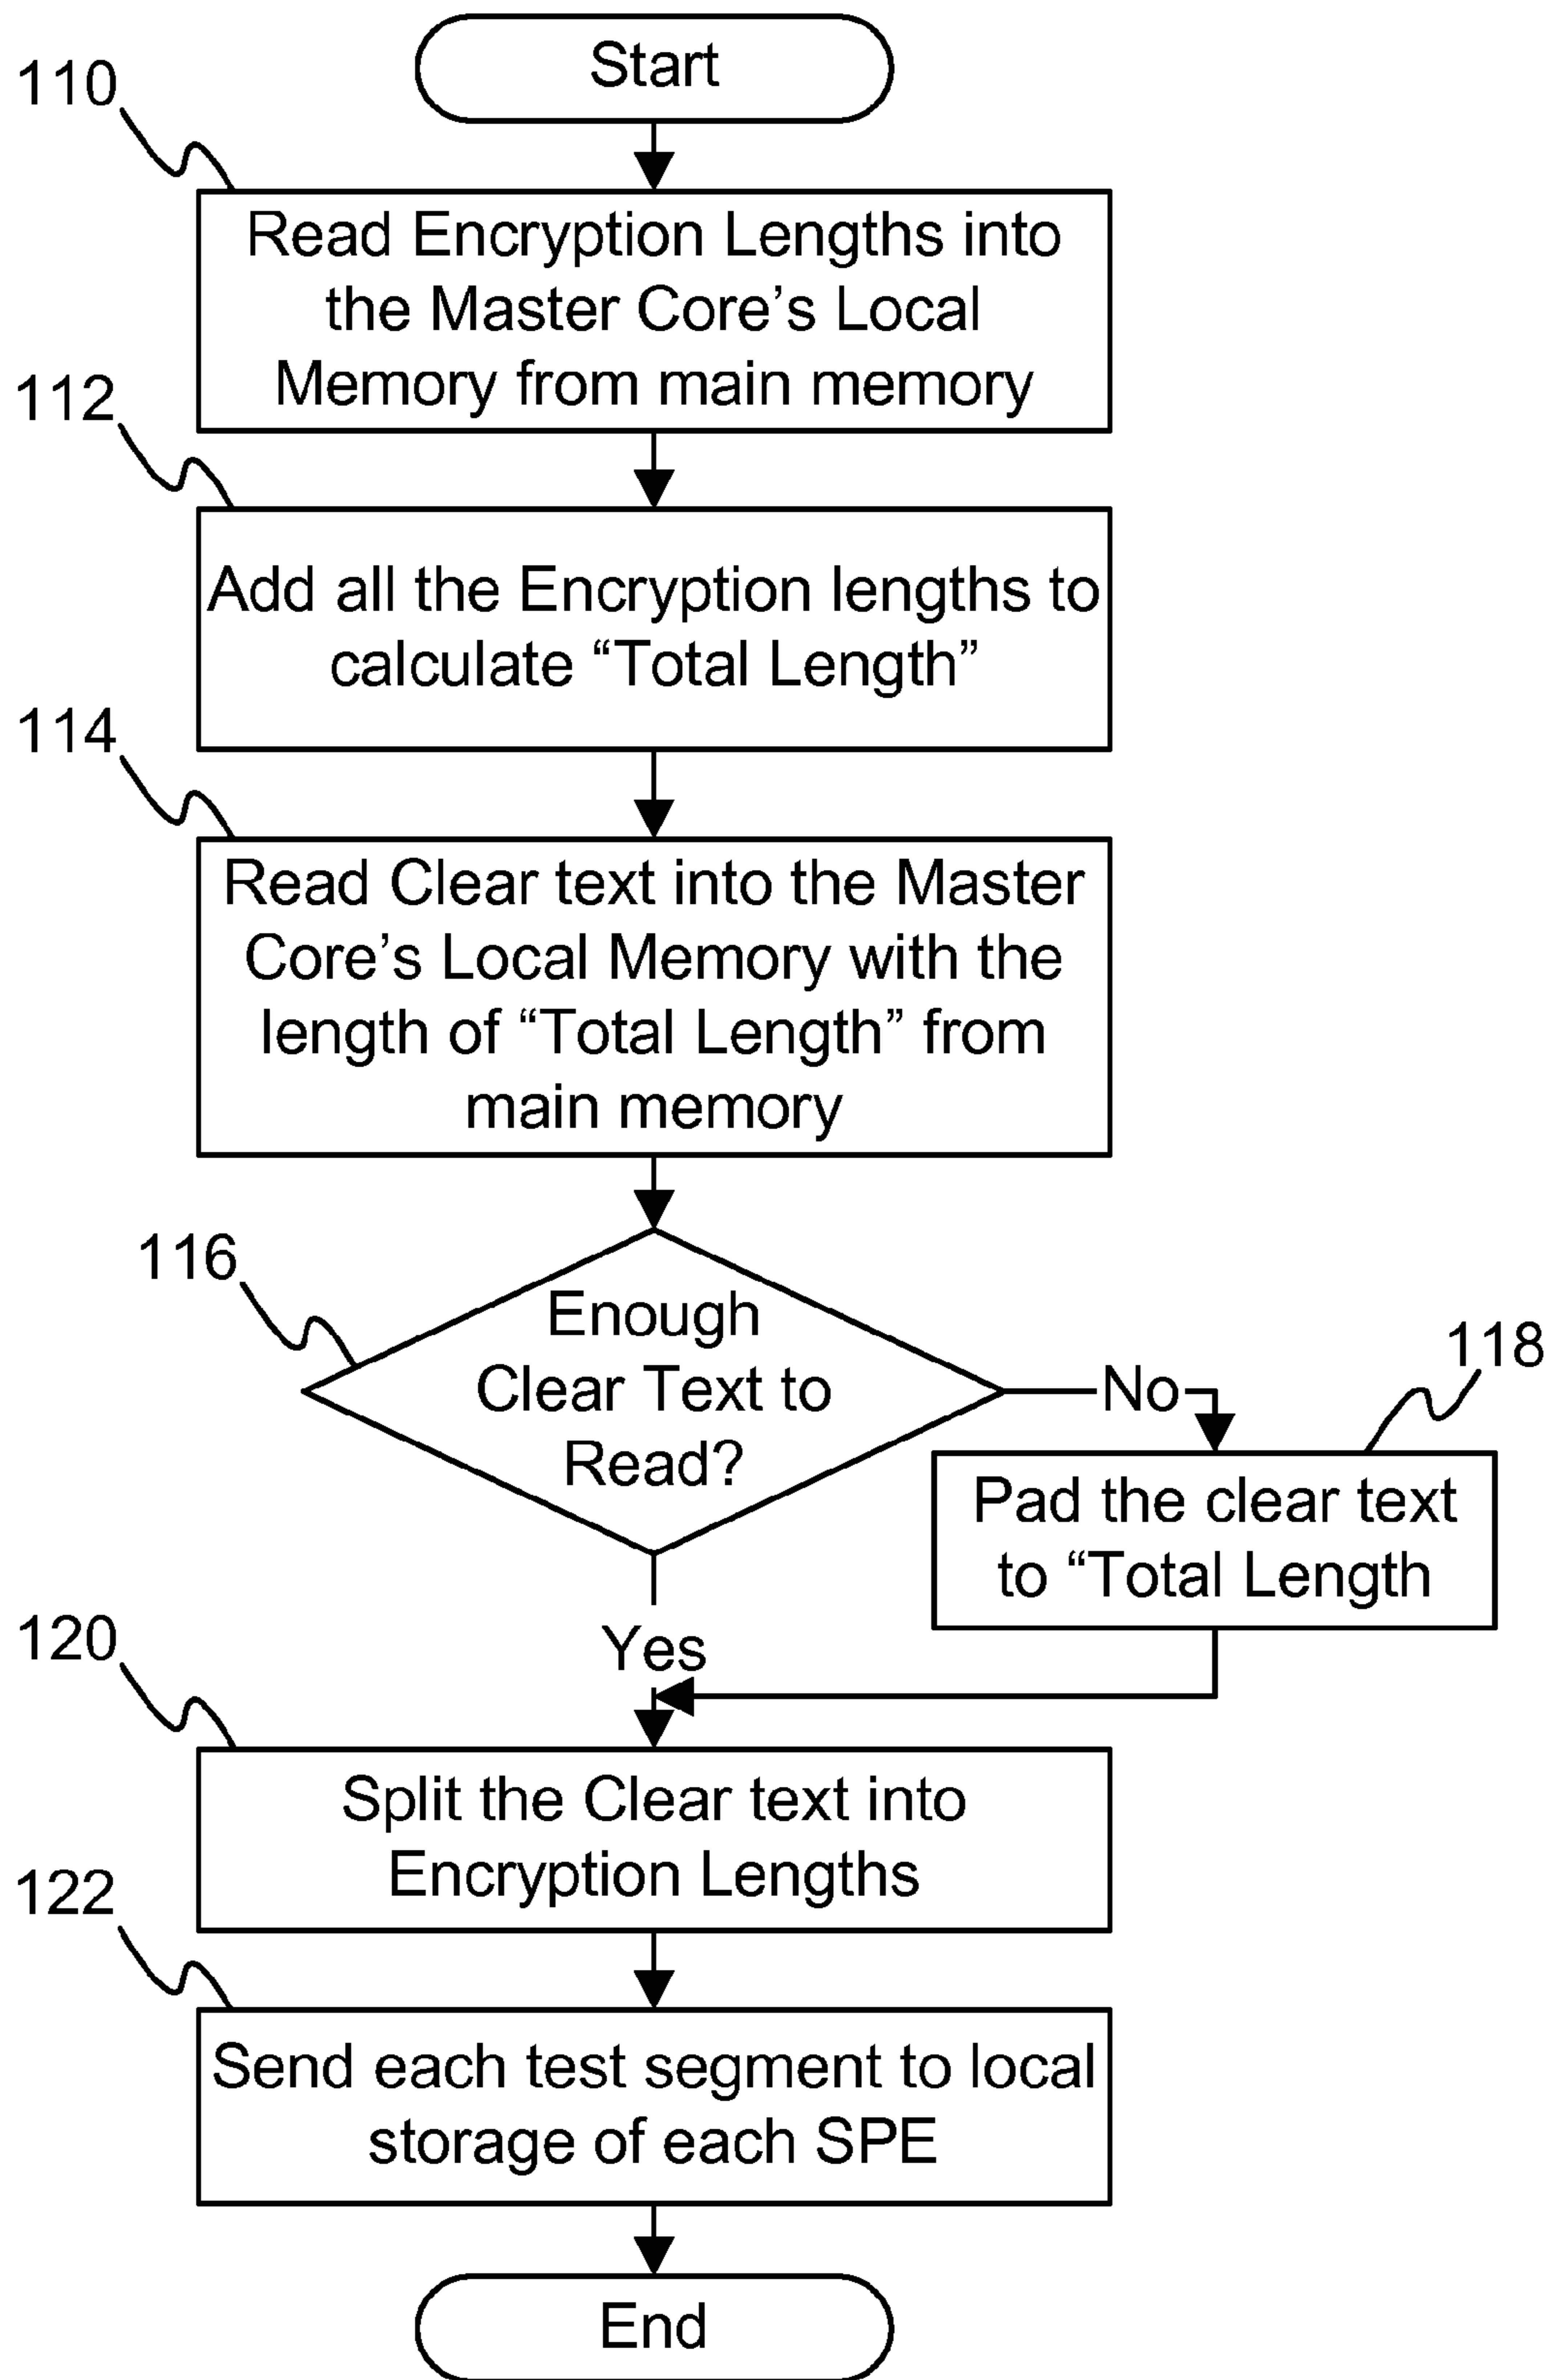 Start
110
Read Encryption Lengths into
the Master Core’s Local
Memory from main memory
112
Add all the Encryption lengths to
calculate “Total Length”
114
Read Clear text into the Master
Core’s Local Memory with the
length of “Total Length” from
main memory
116
Enough
Clear Text to
Read?
No
118
Pad the clear text
to “Total Length
Yes
120
Split the Clear text into
Encryption Lengths
122
Send each test segment to local
storage of each SPE
End